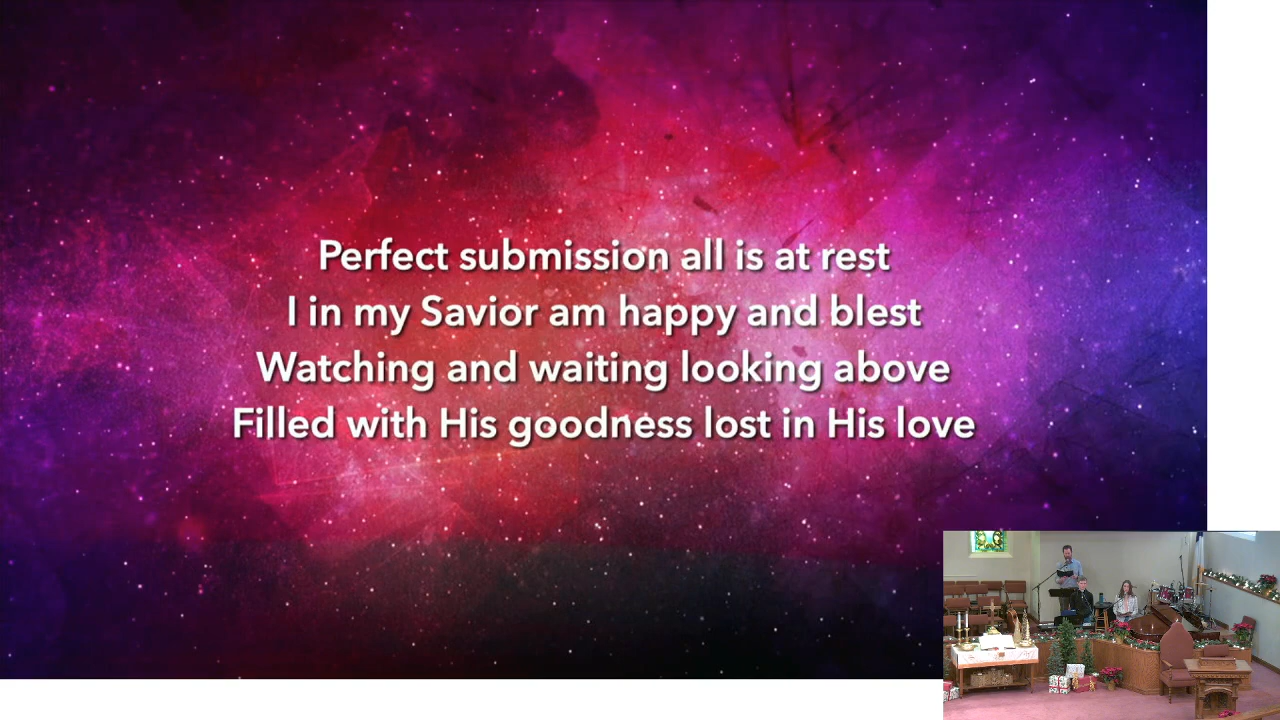 Perfect submission all is at rest
I in my Savior am happy and blest
Watching and waiting looking above
Filled with His goodness lost in His love